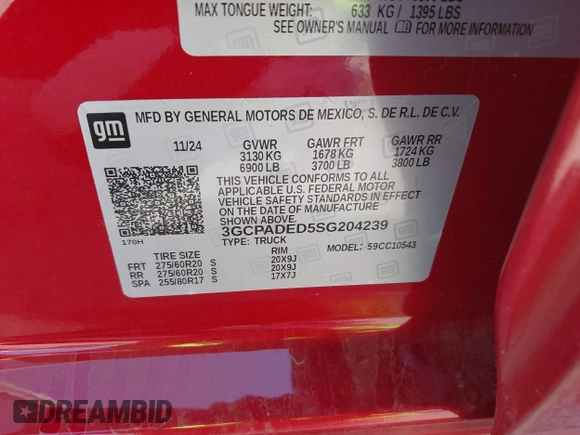 MAX TONGUE WEIGHT: 633 KG / 1395 LBS
SEE OWNER'S MANUAL FOR MORE INFORMATION
gm MFD BY GENERAL MOTORS DE MEXICO, S. DE R.L. DE C.V.
11/24 GVWR GAWR FRT GAWR RR
3130 KG 1678 KG 1724 KG
6900 LB 3700 LB 3800 LB
THIS VEHICLE CONFORMS TO ALL
APPLICABLE U.S. FEDERAL MOTOR
VEHICLE SAFETY STANDARDS IN
EFFECT ON THE DATE OF MANUFACTURE
SHOWN ABOVE.
3GCPADED5SG204239
170H TYPE: TRUCK MODEL: 59CC10543
TIRE SIZE RIM
FRT 275/60R20 S 20X9J
RR 275/60R20 S 20X9J
SPA 255/80R17 S 17X7J
DREAMBID